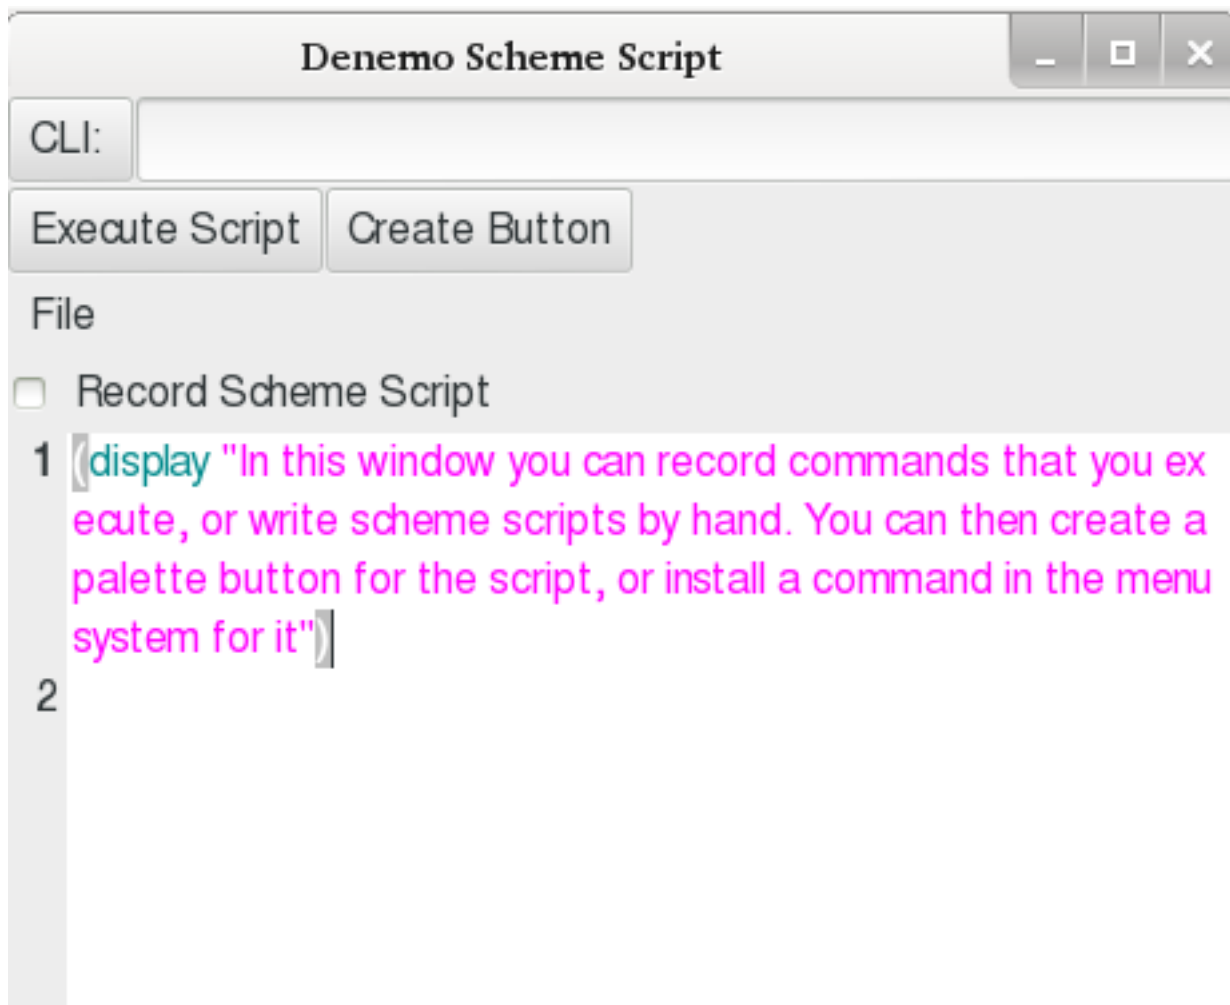 Denemo Scheme Script
CLI:
Execute Script Create Button
File
Record Scheme Script
1 (display "In this window you can record commands that you ex
ecute, or write scheme scripts by hand. You can then create a
palette button for the script, or install a command in the menu
system for it")
2